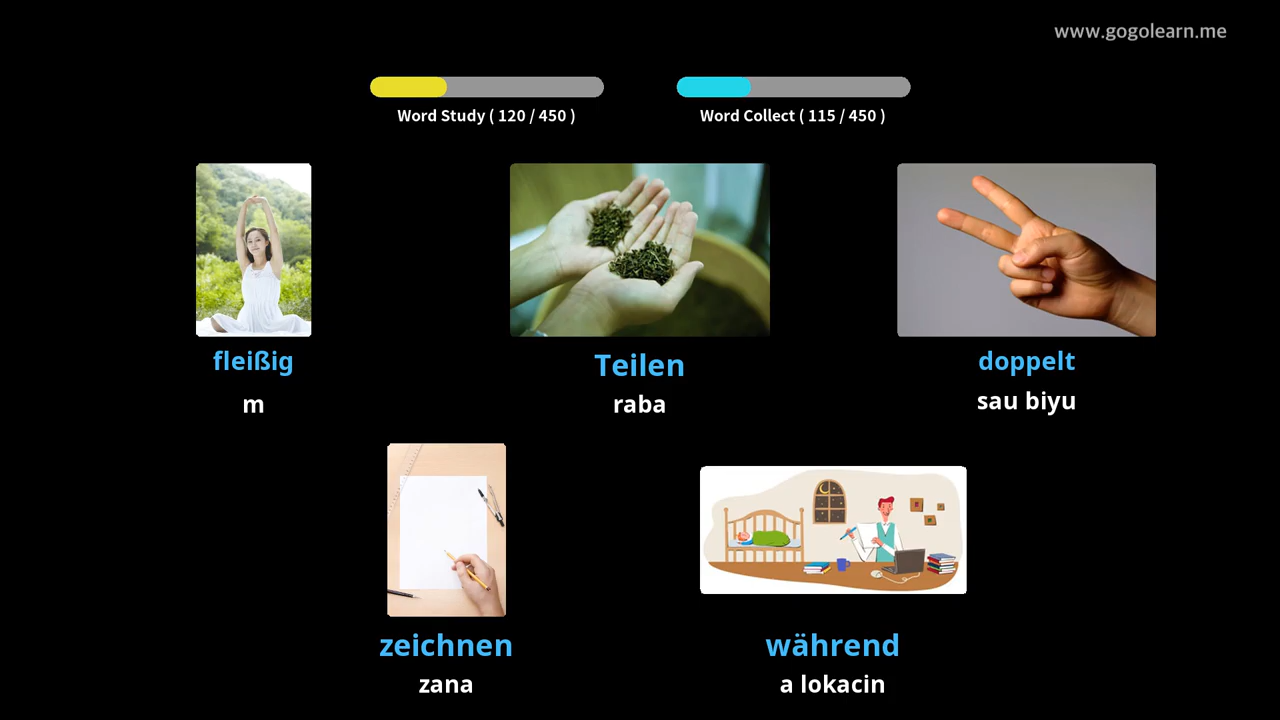 www.gogolearn.me
Word Study ( 120 / 450 )
Word Collect ( 115 / 450 )
fleißig
m
Teilen
raba
doppelt
sau biyu
zeichnen
zana
während
a lokacin